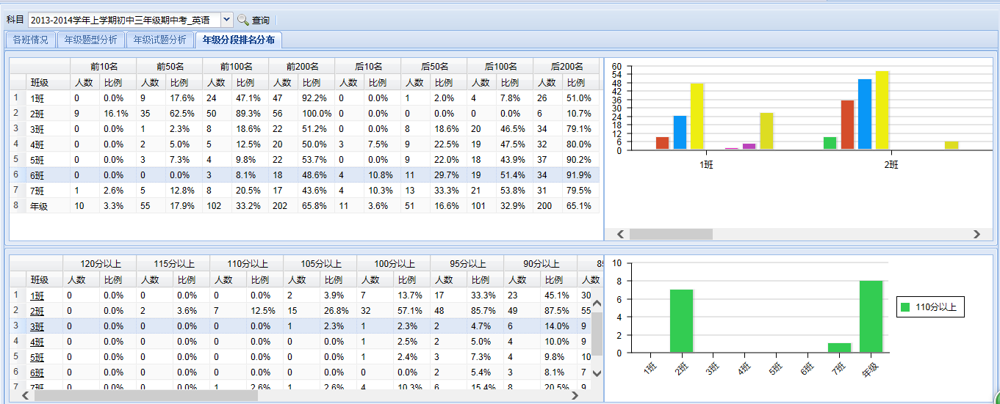 科目 2013-2014学年上学期初中三年级期中考_英语 查询
各班情况 年级题型分析 年级试题分析 年级分段排名分布
前10名 前50名 前100名 前200名 后10名 后50名 后100名 后200名
班级 人数 比例 人数 比例 人数 比例 人数 比例 人数 比例 人数 比例 人数 比例 人数 比例
1 1班 0 0.0% 9 17.6% 24 47.1% 47 92.2% 0 0.0% 1 2.0% 4 7.8% 26 51.0%
2 2班 9 16.1% 35 62.5% 50 89.3% 56 100.0% 0 0.0% 0 0.0% 0 0.0% 6 10.7%
3 3班 0 0.0% 1 2.3% 8 18.6% 22 51.2% 0 0.0% 8 18.6% 20 46.5% 34 79.1%
4 4班 0 0.0% 2 5.0% 5 12.5% 20 50.0% 3 7.5% 9 22.5% 19 47.5% 32 80.0%
5 5班 0 0.0% 3 7.3% 4 9.8% 22 53.7% 0 0.0% 9 22.0% 18 43.9% 37 90.2%
6 6班 0 0.0% 0 0.0% 3 8.1% 18 48.6% 4 10.8% 11 29.7% 19 51.4% 34 91.9%
7 7班 1 2.6% 5 12.8% 8 20.5% 17 43.6% 4 10.3% 13 33.3% 21 53.8% 31 79.5%
8 年级 10 3.3% 55 17.9% 102 33.2% 202 65.8% 11 3.6% 51 16.6% 101 32.9% 200 65.1%
60
54
48
42
36
30
24
18
12
6
0
1班 2班
120分以上 115分以上 110分以上 105分以上 100分以上 95分以上 90分以上 85
班级 人数 比例 人数 比例 人数 比例 人数 比例 人数 比例 人数 比例 人数 比例 人数
1 1班 0 0.0% 0 0.0% 0 0.0% 2 3.9% 7 13.7% 17 33.3% 23 45.1% 30
2 2班 0 0.0% 2 3.6% 7 12.5% 15 26.8% 32 57.1% 48 85.7% 49 87.5% 55
3 3班 0 0.0% 0 0.0% 0 0.0% 1 2.3% 1 2.3% 2 4.7% 6 14.0% 9
4 4班 0 0.0% 0 0.0% 0 0.0% 0 0.0% 1 2.5% 2 5.0% 4 10.0% 9
5 5班 0 0.0% 0 0.0% 0 0.0% 0 0.0% 1 2.4% 3 7.3% 4 9.8% 10
6 6班 0 0.0% 0 0.0% 0 0.0% 0 0.0% 0 0.0% 2 5.4% 3 8.1% 7
7 7班 0 0.0% 0 0.0% 1 2.6% 1 2.6% 4 10.3% 6 15.4% 8 20.5% 9
10
8
6
4
2
0
1班 2班 3班 4班 5班 6班 7班 年级
110分以上